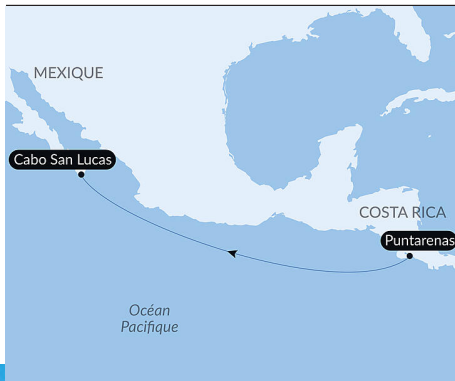 MEXIQUE
Cabo San Lucas
COSTA RICA
Puntarenas
Océan
Pacifique